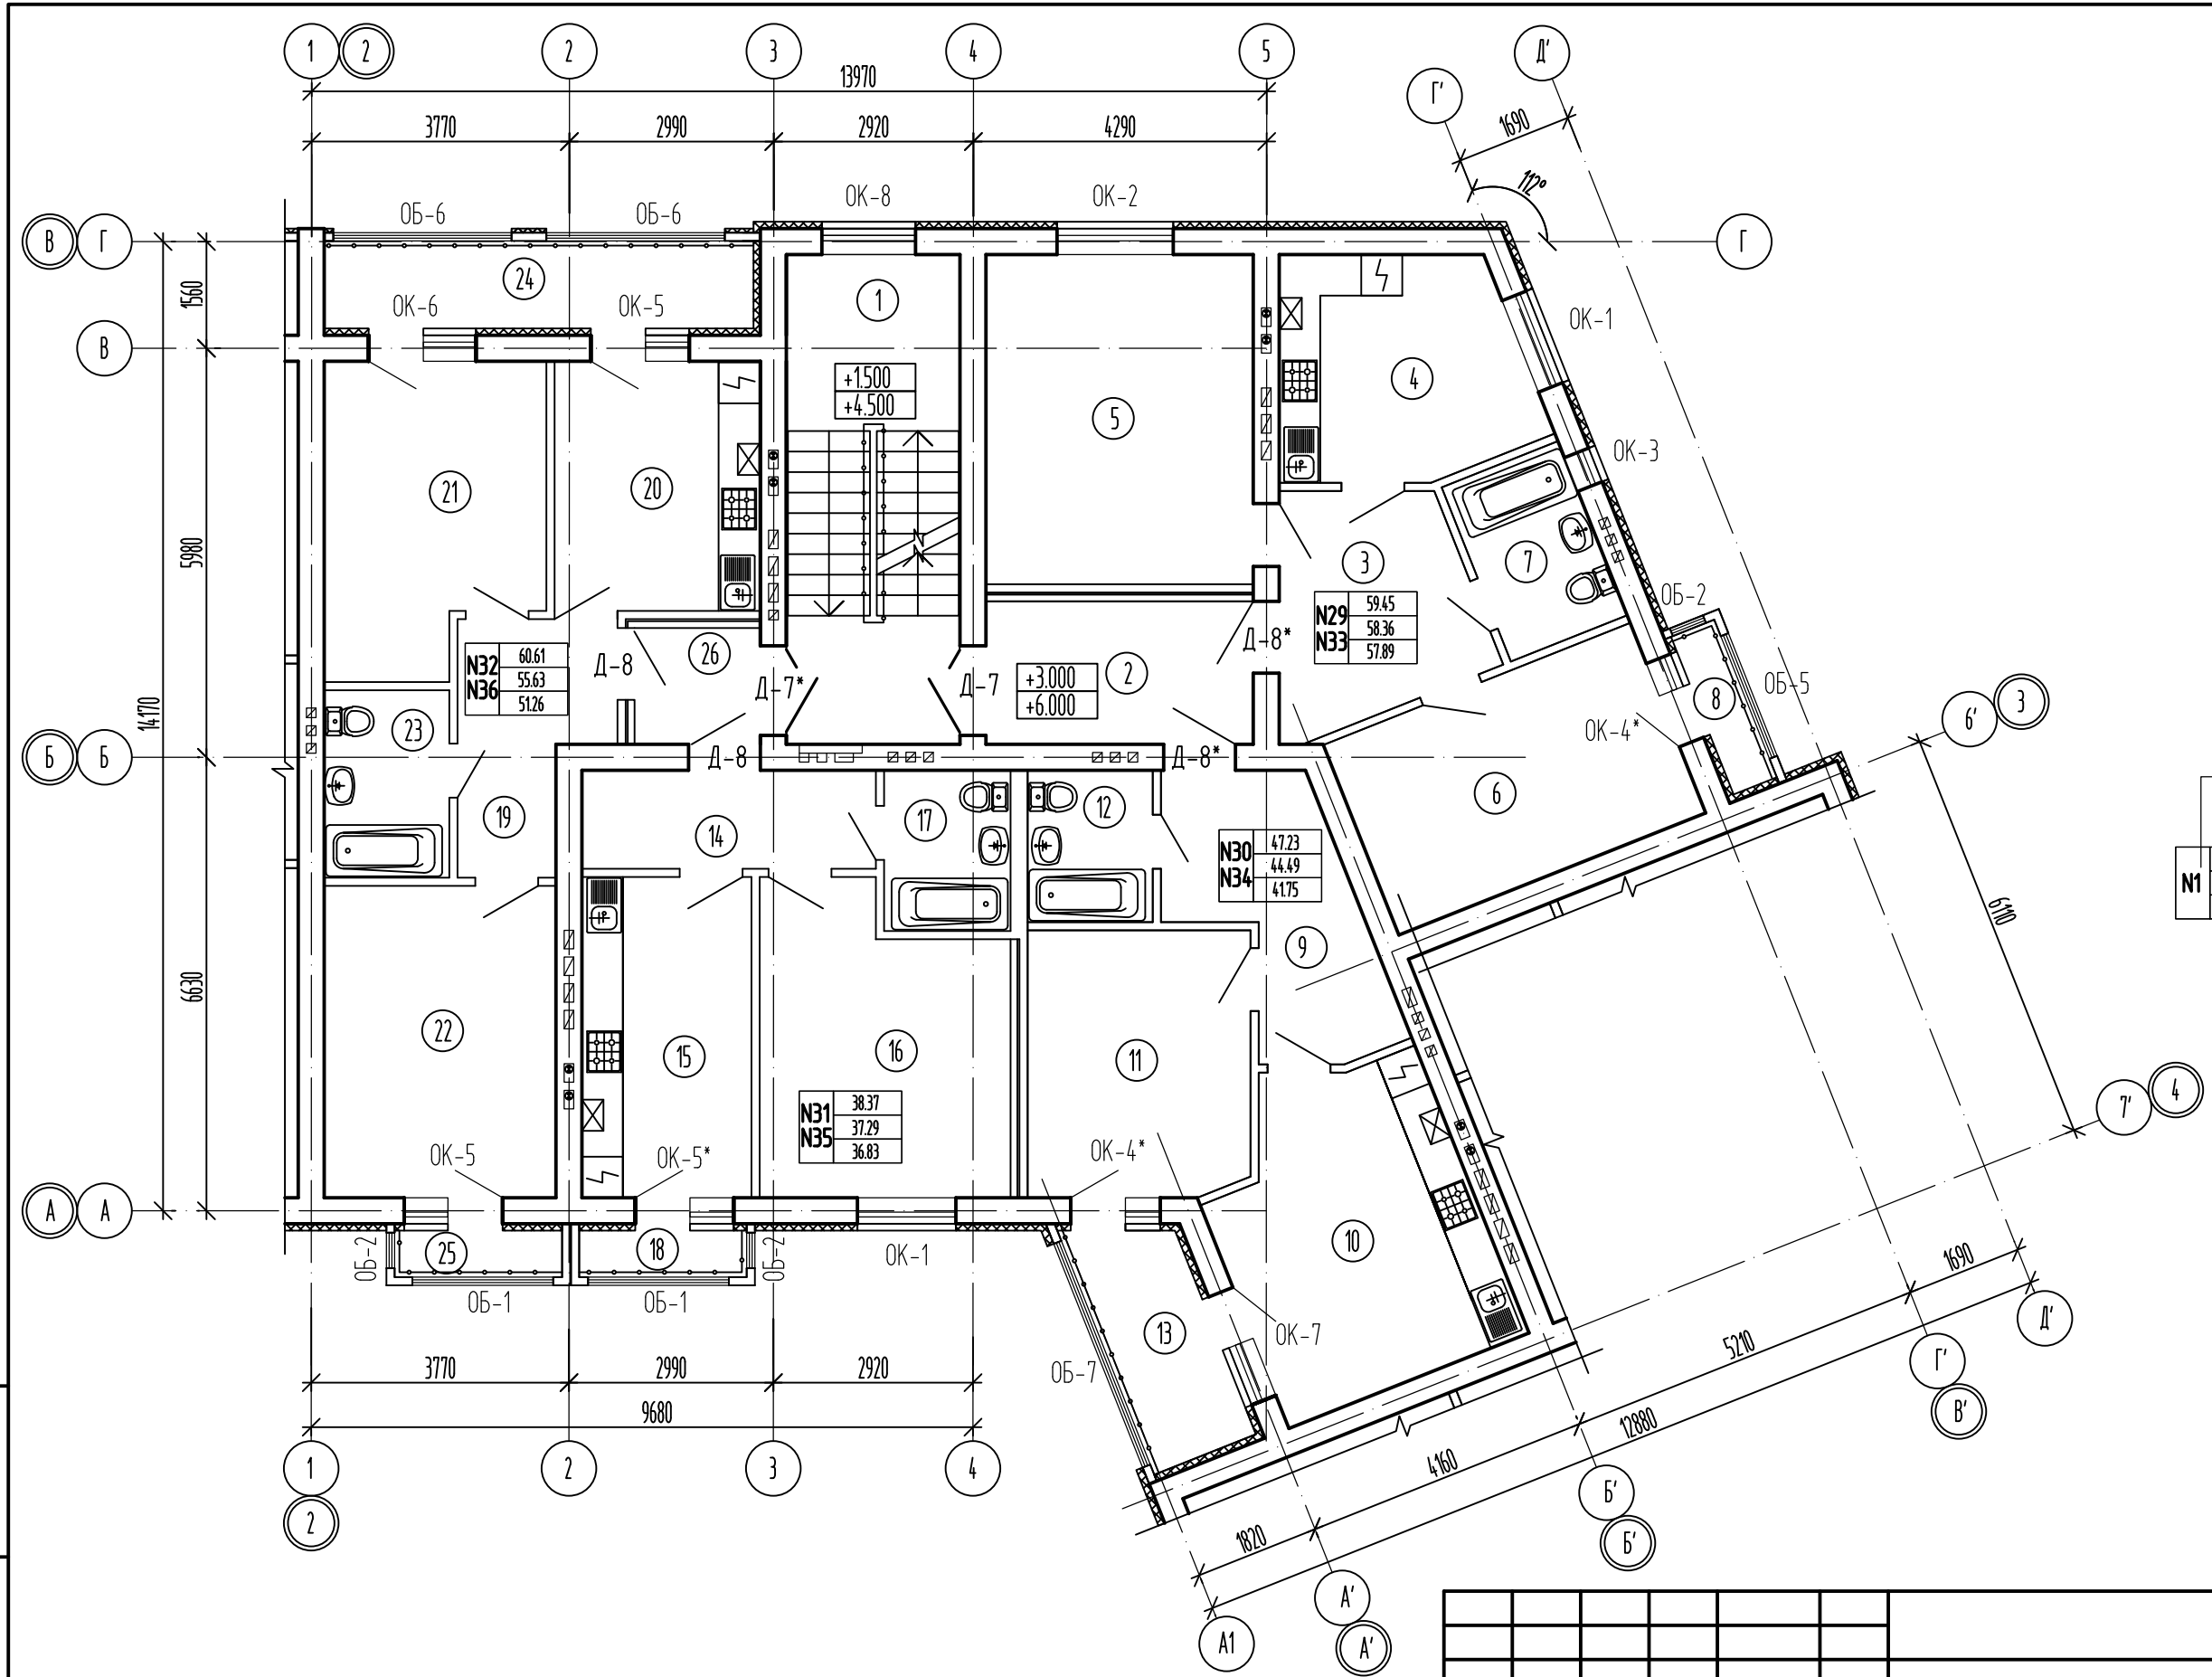 1 2 2 3 4 5 Д'
Г'
13970
3770 2990 2920 4290
1690
112°
ОК-8 ОК-2
ОБ-6 ОБ-6
В Г Г
24 1
1560
ОК-6 ОК-5 ОК-1
В
+1.500
+4.500
4
5
ОК-3
21 20
5980
7
3
ОБ-2
N29 N33 59.45
58.36
57.89
26 Д-8*
N32 N36 60.61
55.63
51.26
Д-8
Д-7* Д-7
+3.000
+6.000
2
8 ОБ-5
6' 3
14170
23
ОК-4*
Б Б
Д-8 Д-8*
6
19 14 17 12
N30 N34 47.23
44.49
41.75
N1
6110
9
6630
22 15 16 11
7' 4
N31 N35 38.37
37.29
36.83
ОК-5 ОК-5* ОК-4*
А А
ОБ-2 25 18 ОБ-2 ОК-1
10
1690
ОБ-1 ОБ-1
13 ОК-7
Д'
ОБ-7
5210
Г'
3770 2990 2920
9680
В'
12880
4160
1 2 3 4
Б'
2
1820
Б'
А'
А1 А'